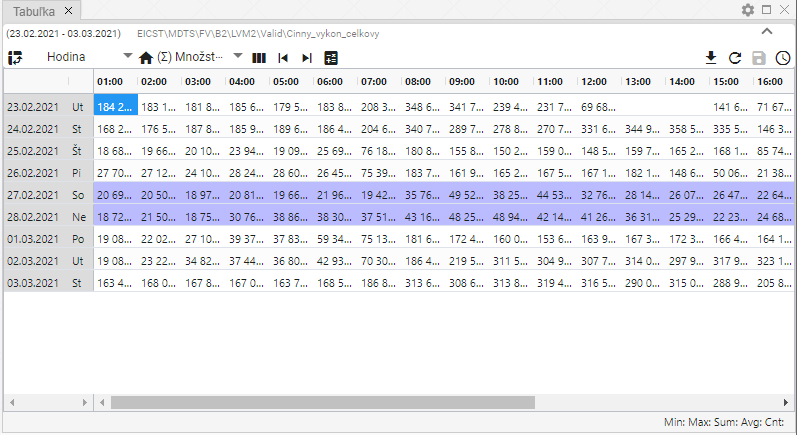 Tabuľka
(23.02.2021 - 03.03.2021) EICST\MDTS\FV\B2\LVM2\Valid\Cinny_vykon_celkovy
Hodina (Σ) Množst···
01:00 02:00 03:00 04:00 05:00 06:00 07:00 08:00 09:00 10:00 11:00 12:00 13:00 14:00 15:00 16:00
23.02.2021 Ut 184 2... 183 1... 181 8... 185 6... 179 5... 183 8... 208 3... 348 6... 341 7... 239 4... 231 7... 69 68... 141 6... 71 67...
24.02.2021 St 168 2... 176 5... 187 8... 185 9... 189 6... 186 4... 204 6... 340 7... 289 7... 278 8... 270 7... 331 6... 344 9... 358 5... 335 5... 146 3...
25.02.2021 Št 18 68... 19 66... 20 10... 23 94... 19 09... 25 69... 76 18... 180 8... 155 8... 150 2... 159 0... 148 5... 159 7... 165 2... 168 1... 85 74...
26.02.2021 Pi 27 70... 27 12... 24 10... 28 24... 28 60... 26 45... 75 39... 183 7... 161 9... 165 2... 167 5... 167 1... 182 1... 148 6... 50 06... 21 38...
27.02.2021 So 20 69... 20 50... 18 97... 20 81... 19 66... 21 96... 19 42... 35 76... 49 52... 38 25... 44 53... 32 76... 28 14... 26 07... 26 47... 22 64...
28.02.2021 Ne 18 72... 21 50... 18 75... 30 76... 38 86... 38 30... 37 51... 43 16... 48 25... 48 94... 42 14... 41 26... 36 31... 25 29... 22 23... 24 68...
01.03.2021 Po 19 08... 22 02... 27 10... 39 37... 37 83... 59 34... 75 13... 181 6... 172 4... 160 0... 153 6... 163 9... 167 3... 172 3... 166 4... 164 1...
02.03.2021 Ut 19 08... 23 22... 34 82... 37 44... 36 80... 42 93... 70 30... 186 4... 219 5... 311 5... 304 9... 307 7... 314 0... 297 9... 317 9... 323 1...
03.03.2021 St 163 4... 168 0... 167 8... 167 0... 163 7... 168 5... 186 8... 313 6... 308 6... 313 8... 319 4... 316 5... 290 0... 315 0... 288 9... 205 8...
Min: Max: Sum: Avg: Cnt: